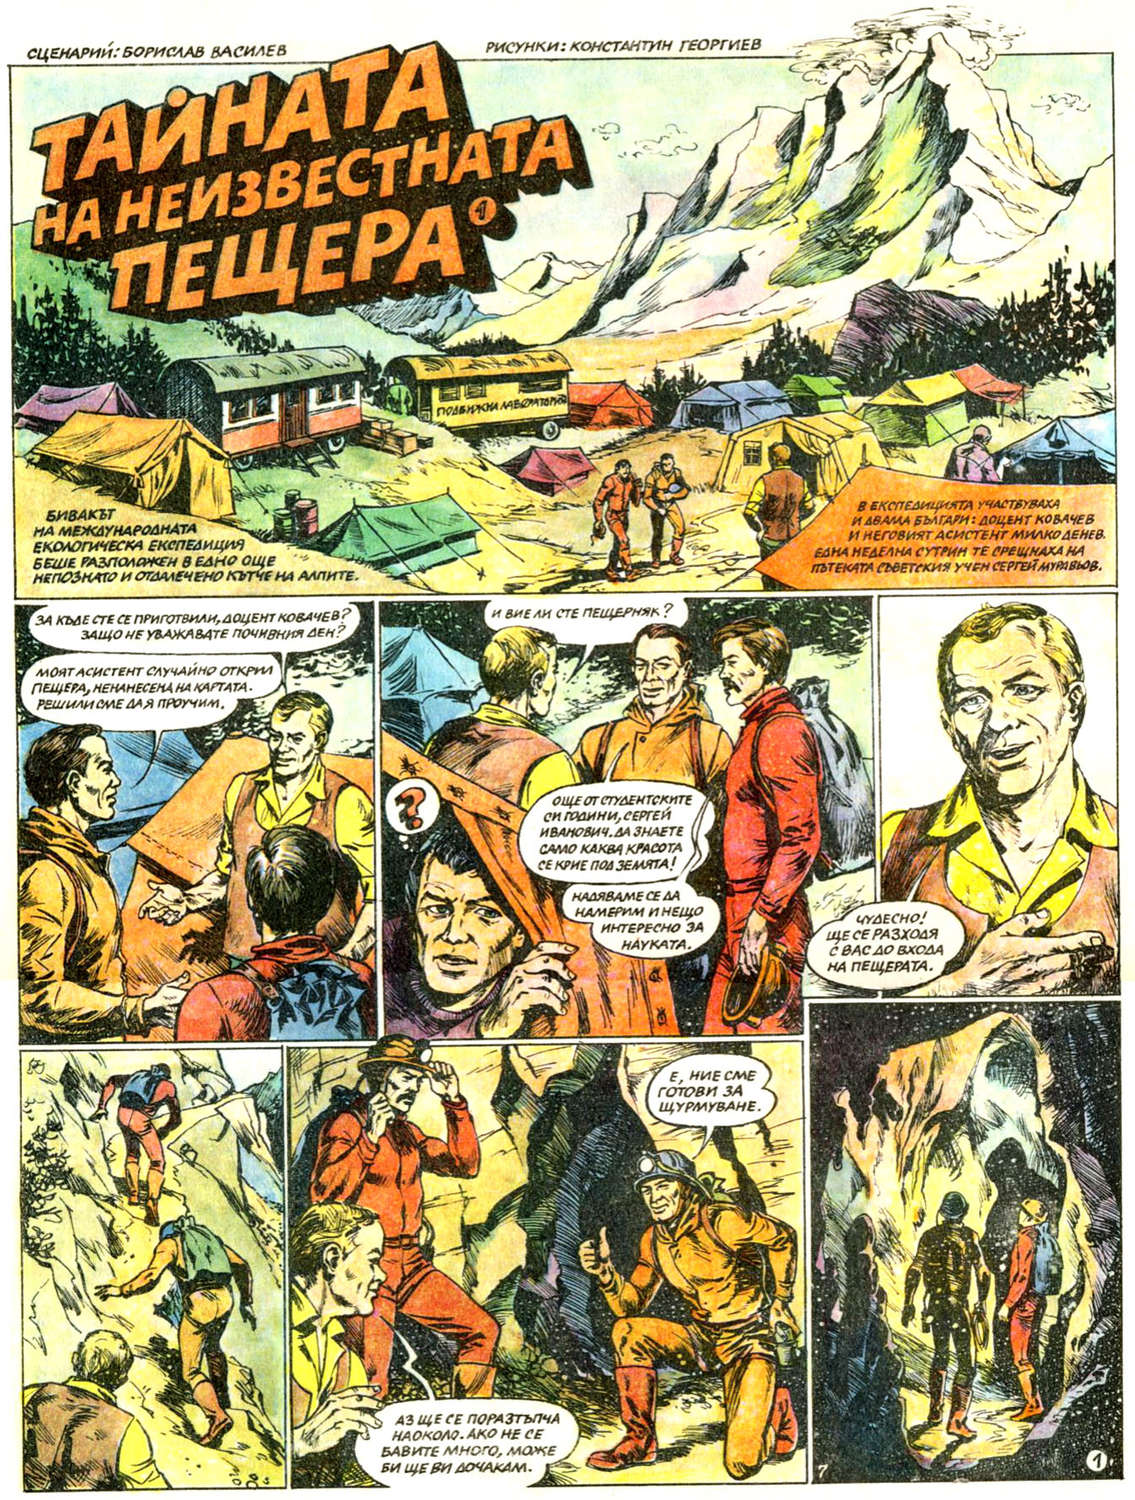 СЦЕНАРИЙ: БОРИСЛАВ ВАСИЛЕВ
РИСУНКИ: КОНСТАНТИН ГЕОРГИЕВ
ТАЙНАТА
НА НЕИЗВЕСТНАТА
ПЕЩЕРА 1
ПОДВИЖНА ЛАБОРАТОРИЯ
БИВАКЪТ
НА МЕЖДУНАРОДНАТА
ЕКОЛОГИЧЕСКА ЕКСПЕДИЦИЯ
БЕШЕ РАЗПОЛОЖЕН В ЕДНО ОЩЕ
НЕПОЗНАТО И ОТДАЛЕЧЕНО КЪТЧЕ НА АЛПИТЕ.
В ЕКСПЕДИЦИЯТА УЧАСТВУВАХА
И ДВАМА БЪЛГАРИ: ДОЦЕНТ КОВАЧЕВ
И НЕГОВИЯТ АСИСТЕНТ МИЛКО ДЕНЕВ.
ЕДНА НЕДЕЛНА СУТРИН ТЕ СРЕЩНАХА НА
ПЪТЕКАТА СЪВЕТСКИЯ УЧЕН СЕРГЕЙ МУРАВЬОВ.
ЗА КЪДЕ СТЕ СЕ ПРИГОТВИЛИ, ДОЦЕНТ КОВАЧЕВ?
ЗАЩО НЕ УВАЖАВАТЕ ПОЧИВНИЯ ДЕН?
МОЯТ АСИСТЕНТ СЛУЧАЙНО ОТКРИЛ
ПЕЩЕРА, НЕНАНЕСЕНА НА КАРТАТА.
РЕШИЛИ СМЕ ДА Я ПРОУЧИМ.
И ВИЕ ЛИ СТЕ ПЕЩЕРНЯК?
?
ОЩЕ ОТ СТУДЕНТСКИТЕ
СИ ГОДИНИ, СЕРГЕЙ
ИВАНОВИЧ. ДА ЗНАЕТЕ
САМО КАКВА КРАСОТА
СЕ КРИЕ ПОД ЗЕМЯТА!
НАДЯВАМЕ СЕ ДА
НАМЕРИМ И НЕЩО
ИНТЕРЕСНО ЗА
НАУКАТА.
ЧУДЕСНО!
ЩЕ СЕ РАЗХОДЯ
С ВАС ДО ВХОДА
НА ПЕЩЕРАТА.
Е, НИЕ СМЕ
ГОТОВИ ЗА
ЩУРМУВАНЕ.
АЗ ЩЕ СЕ ПОРАЗТЪПЧА
НАОКОЛО. АКО НЕ СЕ
БАВИТЕ МНОГО, МОЖЕ
БИ ЩЕ ВИ ДОЧАКАМ.
7
1